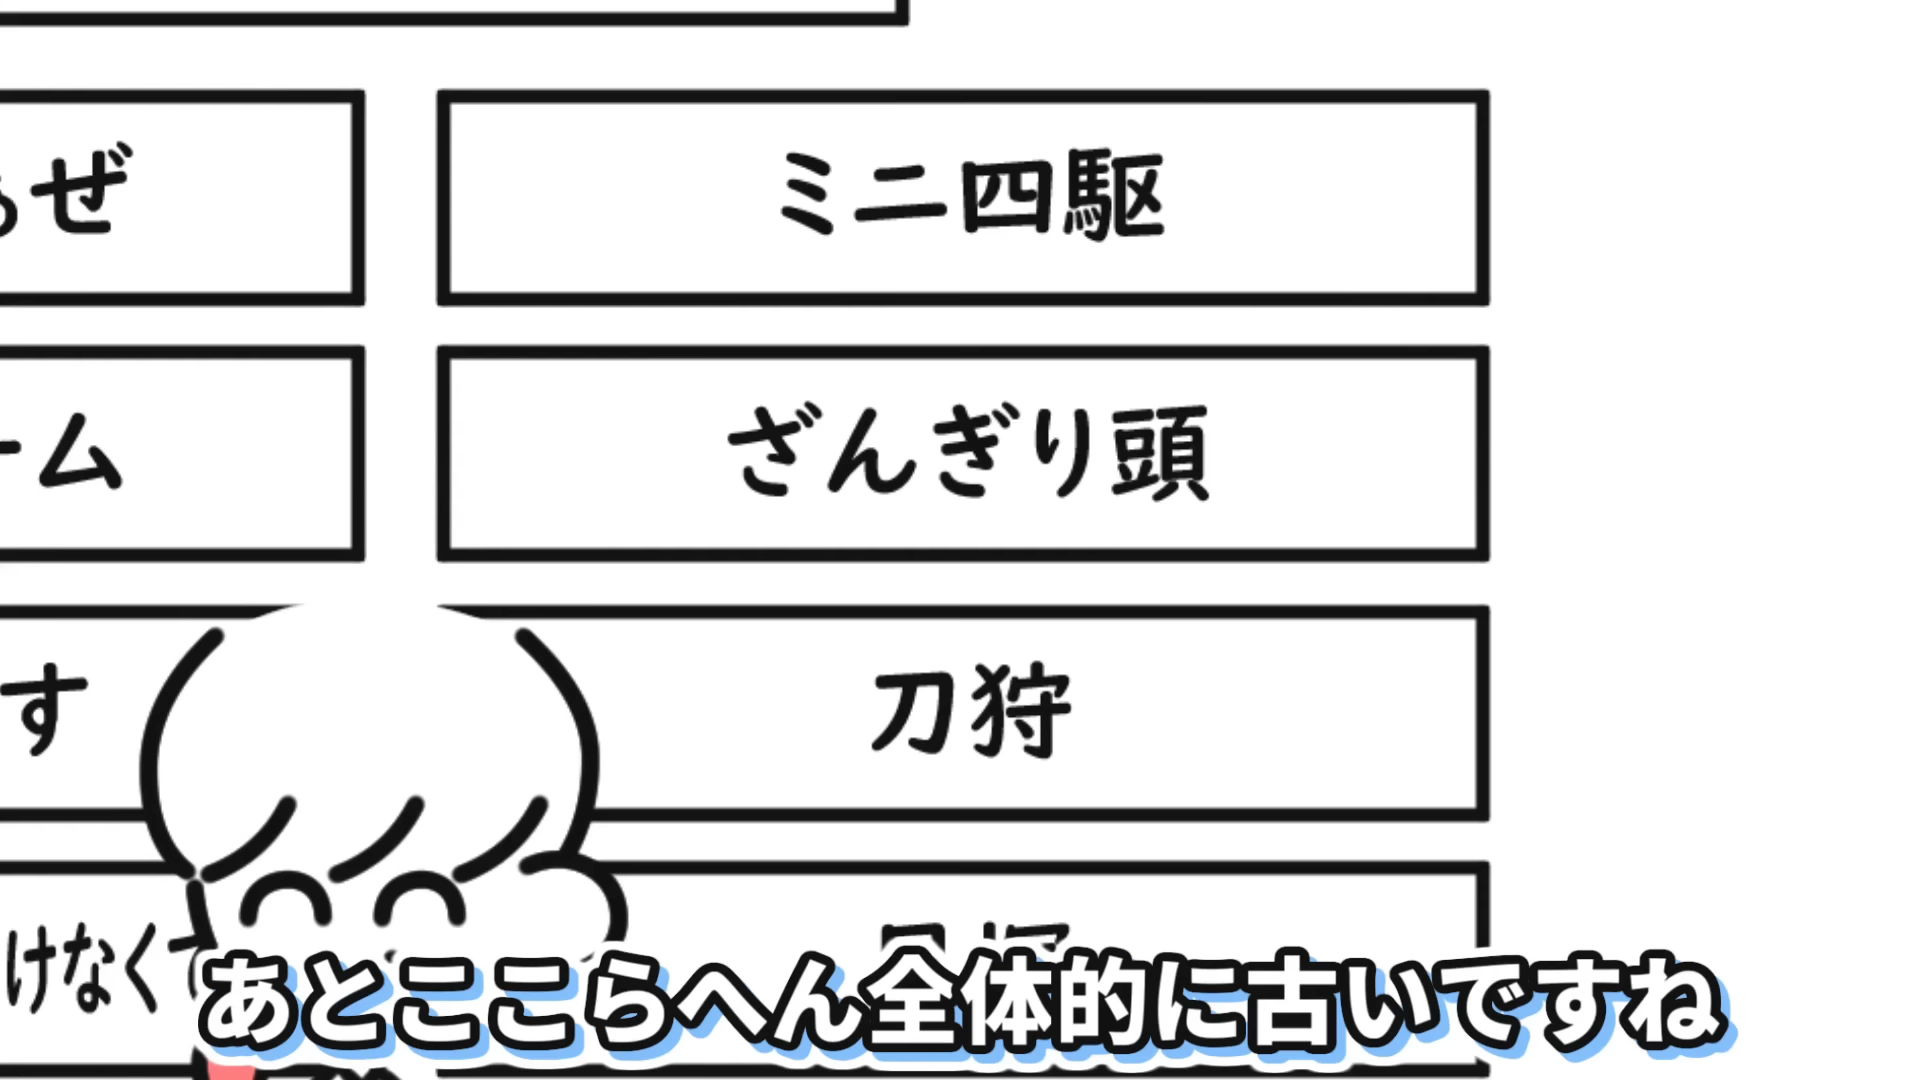 ぜ
ミニ四駆
ーム
ざんぎり頭
す
刀狩
けなく
あとここらへん全体的に古いですね